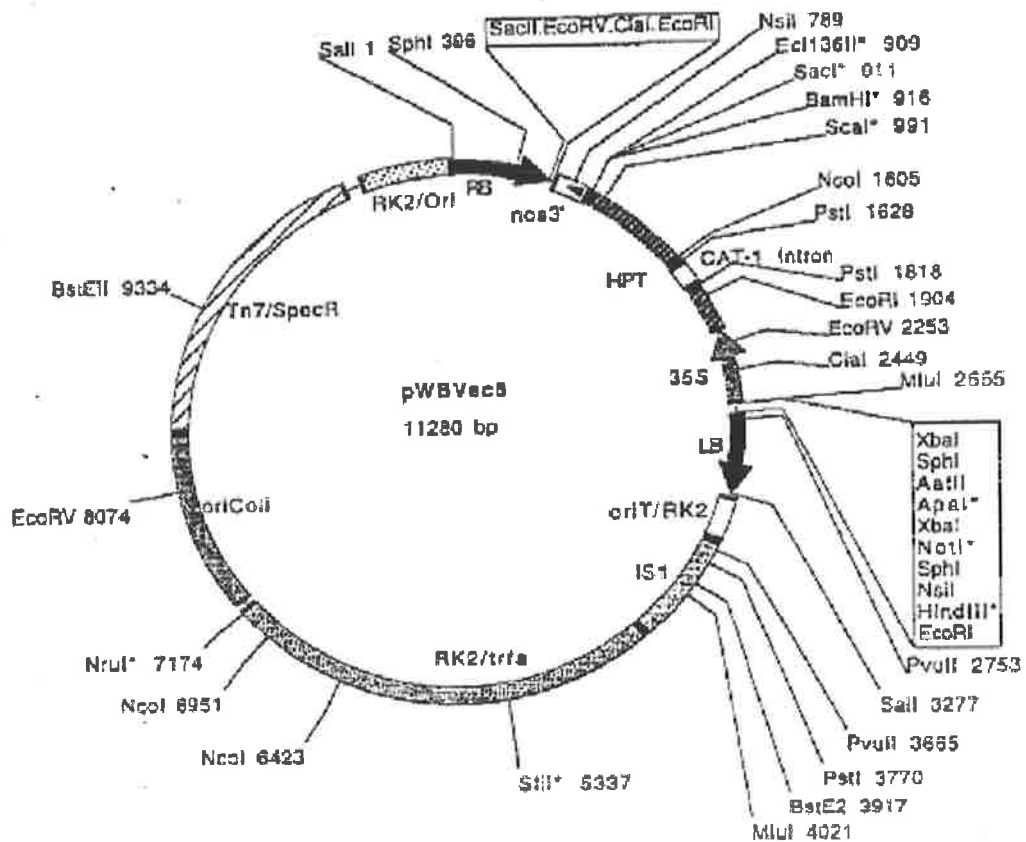 SalI 1
SphI 396
SacII.EcoRV.ClaI.EcoRI
NsiI 789
Ecl136II* 909
SacI* 911
BamHI* 916
ScaI* 991
NcoI 1605
PstI 1628
CAT-1 Intron
PstI 1818
EcoRI 1904
EcoRV 2253
ClaI 2449
MluI 2655
RK2/OrI
RB
nos3'
HPT
35S
LB
oriT/RK2
IS1
BstEII 9334
Tn7/SpecR
pWBVec8
11280 bp
XbaI
SphI
AatII
ApaI*
XbaI
NotI*
SphI
NsiI
HindIII*
EcoRI
EcoRV 8074
oriColi
NruI* 7174
NcoI 6951
NcoI 6423
RK2/trfa
SfiI* 5337
PvuII 2753
SalI 3277
PvuII 3665
PstI 3770
BstE2 3917
MluI 4021